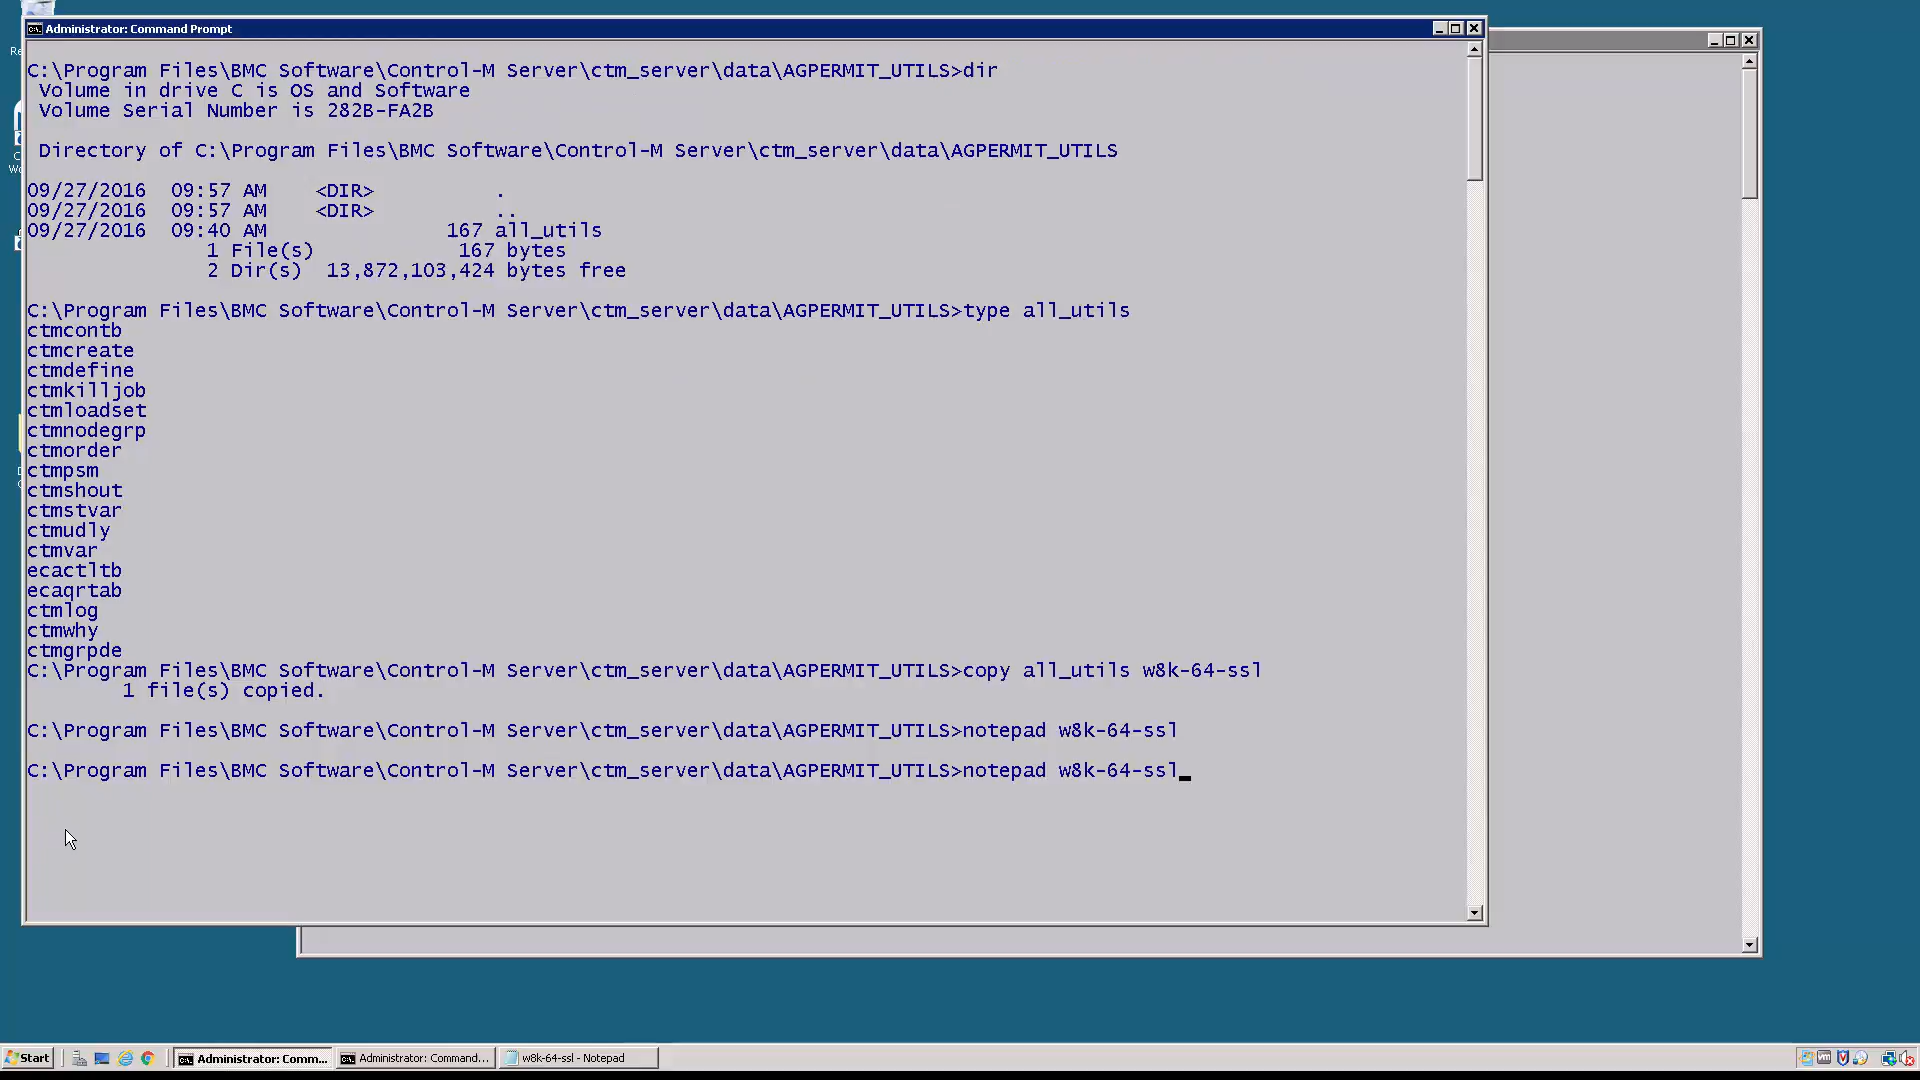 Administrator: Command Prompt
C:\Program Files\BMC Software\Control-M Server\ctm_server\data\AGPERMIT_UTILS>dir
Volume in drive C is OS and Software
Volume Serial Number is 282B-FA2B
Directory of C:\Program Files\BMC Software\Control-M Server\ctm_server\data\AGPERMIT_UTILS
09/27/2016 09:57 AM <DIR> .
09/27/2016 09:57 AM <DIR> ..
09/27/2016 09:40 AM 167 all_utils
1 File(s) 167 bytes
2 Dir(s) 13,872,103,424 bytes free
C:\Program Files\BMC Software\Control-M Server\ctm_server\data\AGPERMIT_UTILS>type all_utils
ctmcontb
ctmcreate
ctmdefine
ctmkilljob
ctmloadset
ctmnodegrp
ctmorder
ctmpsm
ctmshout
ctmstvar
ctmudly
ctmvar
ecactltb
ecaqrtab
ctmlog
ctmwhy
ctmgrpde
C:\Program Files\BMC Software\Control-M Server\ctm_server\data\AGPERMIT_UTILS>copy all_utils w8k-64-ssl
1 file(s) copied.
C:\Program Files\BMC Software\Control-M Server\ctm_server\data\AGPERMIT_UTILS>notepad w8k-64-ssl
C:\Program Files\BMC Software\Control-M Server\ctm_server\data\AGPERMIT_UTILS>notepad w8k-64-ssl
Start
Administrator: Comm...
Administrator: Command...
w8k-64-ssl - Notepad